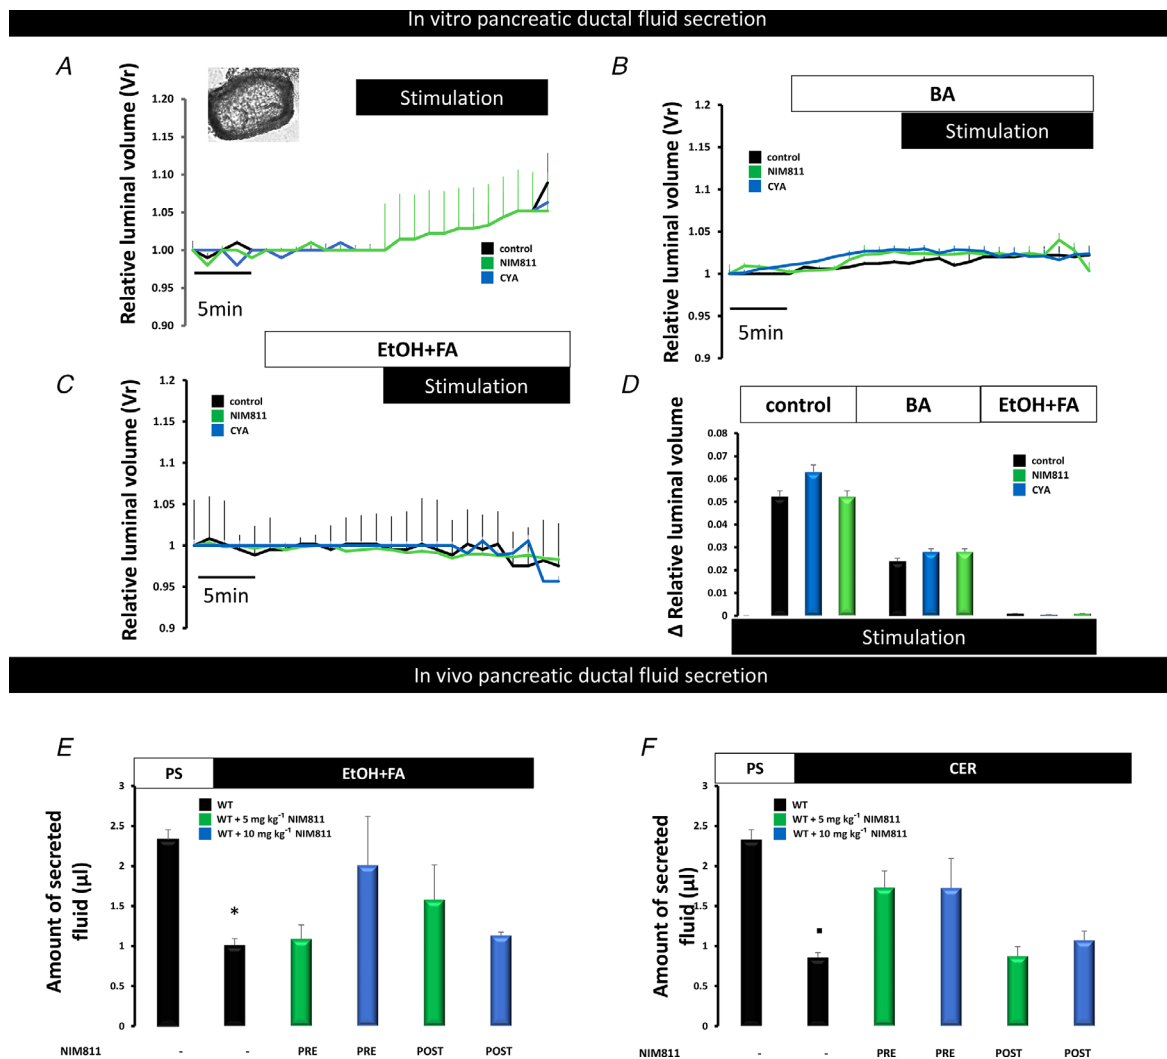 In vitro pancreatic ductal fluid secretion
A
Stimulation
Relative luminal volume (Vr)
1.20
1.10
1.05
1.00
0.95
0.90
control
NIM811
CYA
5min
B
BA
Stimulation
Relative luminal volume (Vr)
1.2
1.15
1.1
1.05
1
0.95
0.9
control
NIM811
CYA
5min
C
EtOH+FA
Stimulation
Relative luminal volume (Vr)
1.2
1.15
1.1
1.05
1
0.95
0.9
control
NIM811
CYA
5min
D
control BA EtOH+FA
Δ Relative luminal volume
0.08
0.07
0.06
0.05
0.04
0.03
0.02
0.01
0
control
NIM811
CYA
Stimulation
In vivo pancreatic ductal fluid secretion
E
PS EtOH+FA
Amount of secreted
fluid (µl)
3
2.5
2
1.5
1
0.5
0
WT
WT + 5 mg kg⁻¹ NIM811
WT + 10 mg kg⁻¹ NIM811
*
NIM811 - - PRE PRE POST POST
F
PS CER
Amount of secreted
fluid (µl)
3
2.5
2
1.5
1
0.5
0
WT
WT + 5 mg kg⁻¹ NIM811
WT + 10 mg kg⁻¹ NIM811
▪
NIM811 - - PRE PRE POST POST